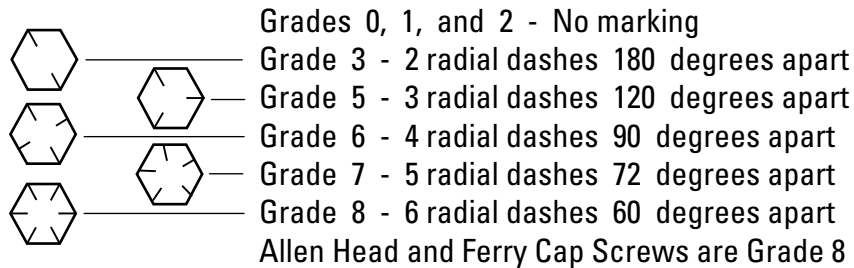 Grades 0, 1, and 2 - No marking
Grade 3 - 2 radial dashes 180 degrees apart
Grade 5 - 3 radial dashes 120 degrees apart
Grade 6 - 4 radial dashes 90 degrees apart
Grade 7 - 5 radial dashes 72 degrees apart
Grade 8 - 6 radial dashes 60 degrees apart
Allen Head and Ferry Cap Screws are Grade 8